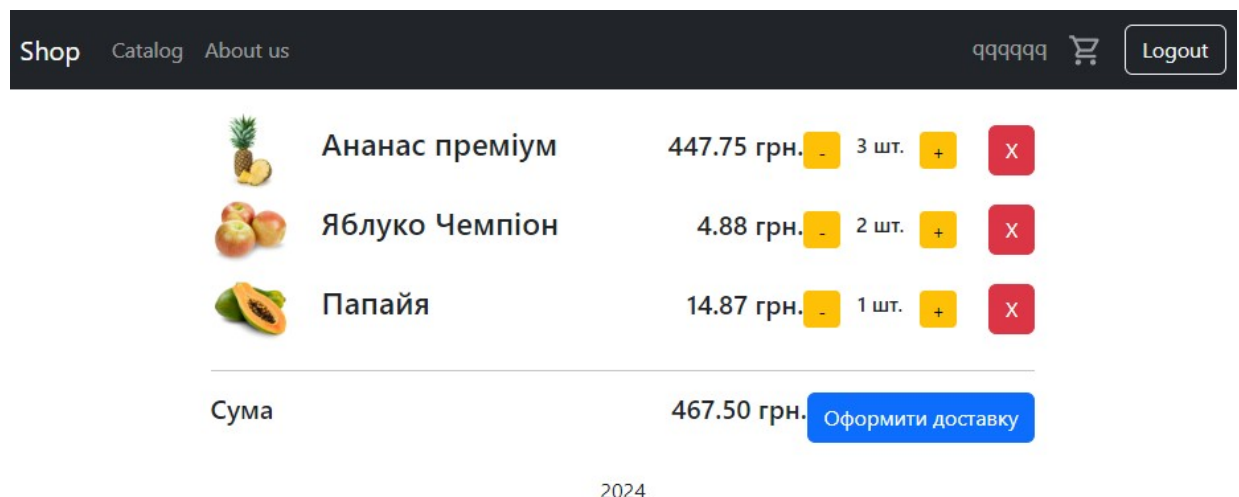 Shop Catalog About us qqqqqq Logout
Ананас преміум 447.75 грн. - 3 шт. + X
Яблуко Чемпіон 4.88 грн. - 2 шт. + X
Папайя 14.87 грн. - 1 шт. + X
Сума 467.50 грн. Оформити доставку
2024